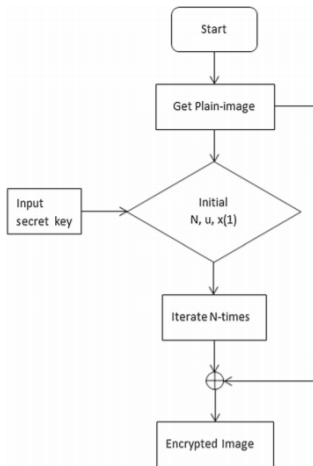 Start
Get Plain-image
Input
secret key
Initial
N, u, x(1)
Iterate N-times
Encrypted Image